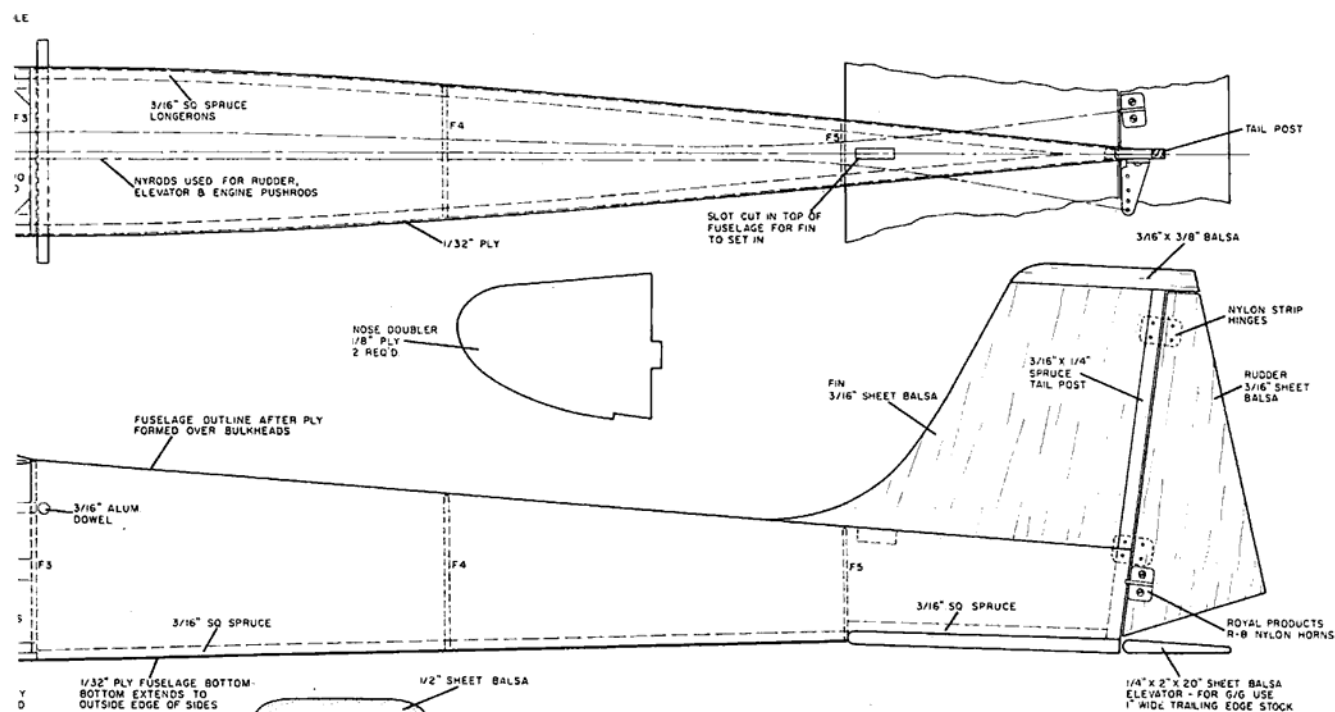 3/16" SQ SPRUCE
LONGERONS
F3
F4
F5
TAIL POST
NYRODS USED FOR RUDDER,
ELEVATOR & ENGINE PUSHRODS
SLOT CUT IN TOP OF
FUSELAGE FOR FIN
TO SET IN
1/32" PLY
3/16" X 3/8" BALSA
NOSE DOUBLER
1/8" PLY
2 REQ'D.
NYLON STRIP
HINGES
3/16" X 1/4"
SPRUCE
TAIL POST
RUDDER
3/16" SHEET
BALSA
FIN
3/16" SHEET BALSA
FUSELAGE OUTLINE AFTER PLY
FORMED OVER BULKHEADS
3/16" ALUM.
DOWEL
F3
F4
F5
3/16" SQ SPRUCE
3/16" SQ SPRUCE
ROYAL PRODUCTS
R-8 NYLON HORNS
1/32" PLY FUSELAGE BOTTOM-
BOTTOM EXTENDS TO
OUTSIDE EDGE OF SIDES
1/2" SHEET BALSA
1/4" X 2" X 20" SHEET BALSA
ELEVATOR - FOR G/G USE
1" WIDE TRAILING EDGE STOCK